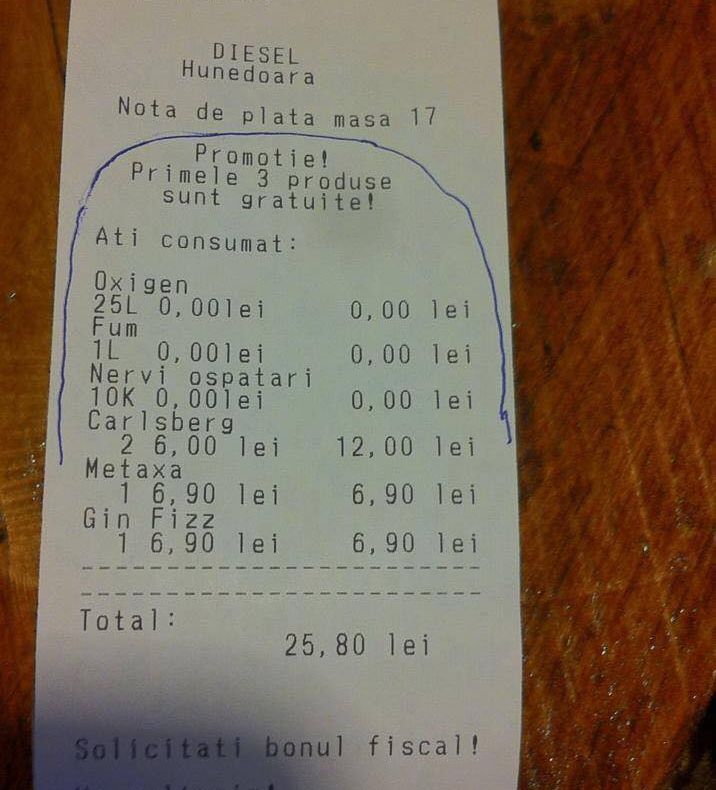 DIESEL
Hunedoara
Nota de plata masa 17
Promotie!
Primele 3 produse
sunt gratuite!
Ati consumat:
Oxigen
25L 0,00lei 0,00 lei
Fum
1L 0,00lei 0,00 lei
Nervi ospatari
10K 0,00lei 0,00 lei
Carlsberg
2 6,00 lei 12,00 lei
Metaxa
1 6,90 lei 6,90 lei
Gin Fizz
1 6,90 lei 6,90 lei
--------------------------
--------------------------
Total:
25,80 lei
Solicitati bonul fiscal!